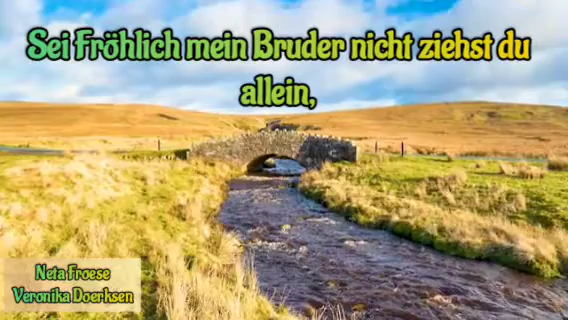 Sei Fröhlich mein Bruder nicht ziehst du
allein,
Neta Froese
Veronika Doerksen